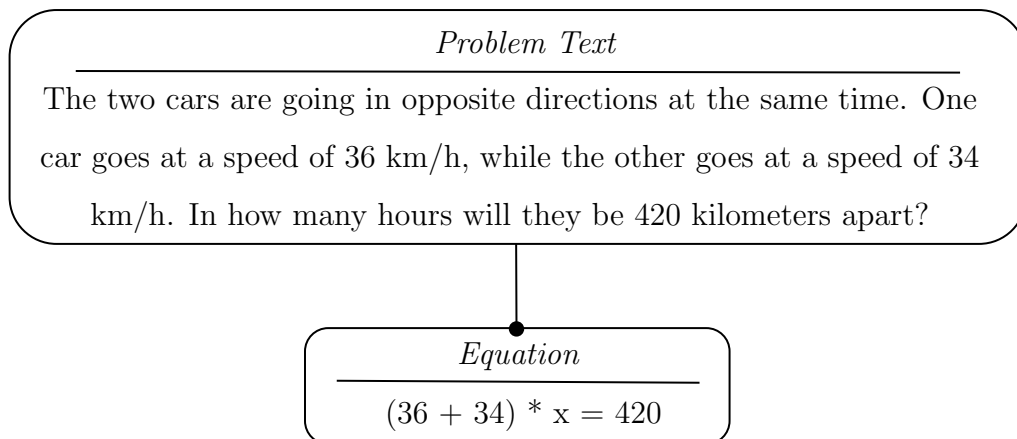 Problem Text
The two cars are going in opposite directions at the same time. One
car goes at a speed of 36 km/h, while the other goes at a speed of 34
km/h. In how many hours will they be 420 kilometers apart?
Equation
(36 + 34) * x = 420